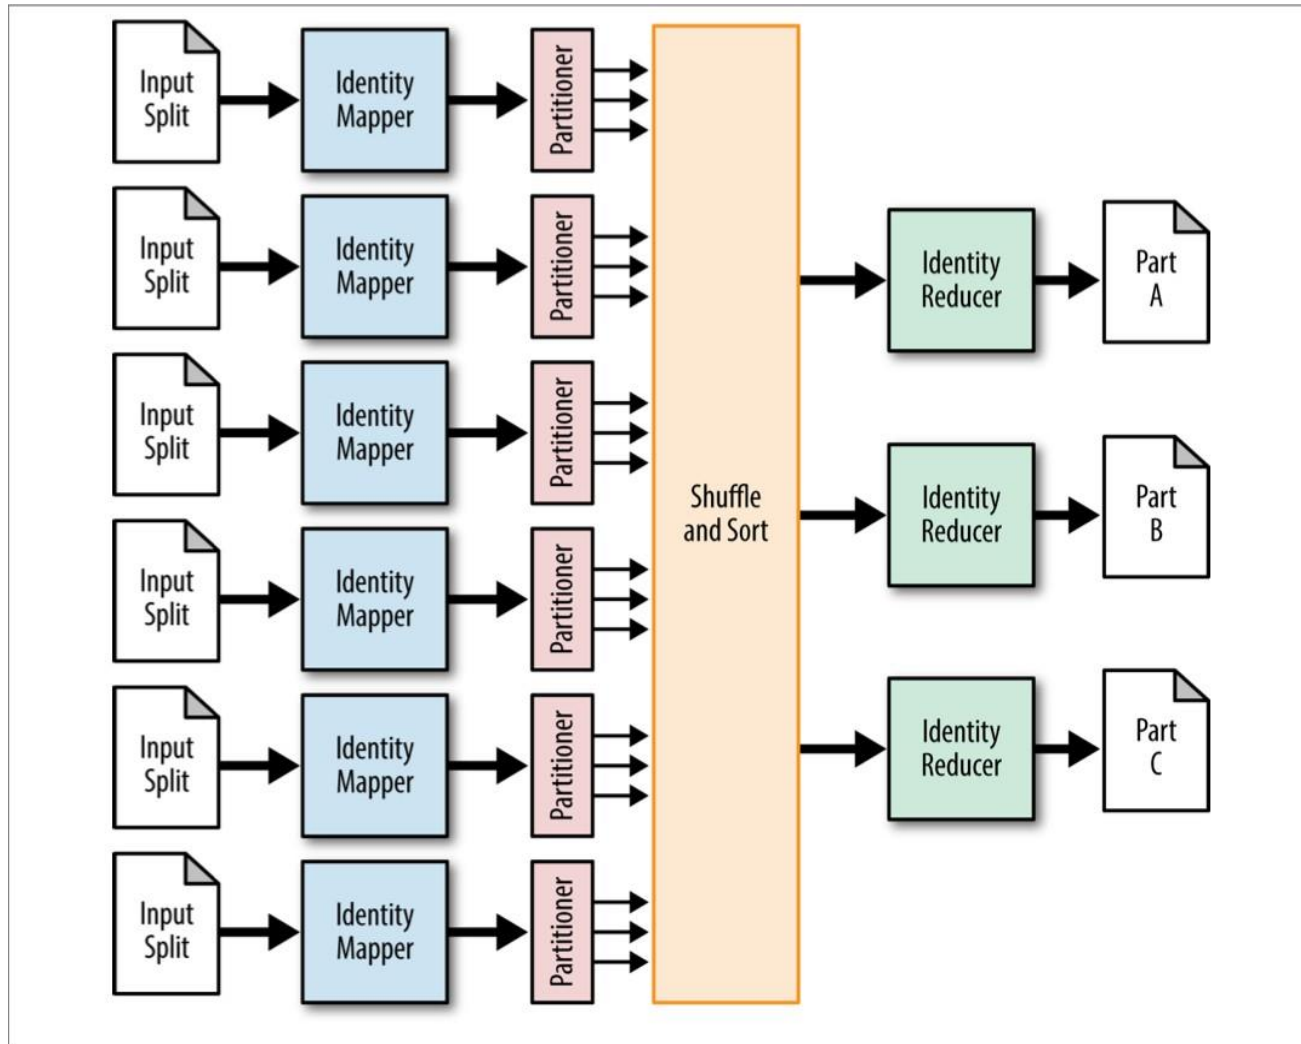 Input
Split
Identity
Mapper
Partitioner
Input
Split
Identity
Mapper
Partitioner
Input
Split
Identity
Mapper
Partitioner
Input
Split
Identity
Mapper
Partitioner
Input
Split
Identity
Mapper
Partitioner
Input
Split
Identity
Mapper
Partitioner
Shuffle
and Sort
Identity
Reducer
Part
A
Identity
Reducer
Part
B
Identity
Reducer
Part
C